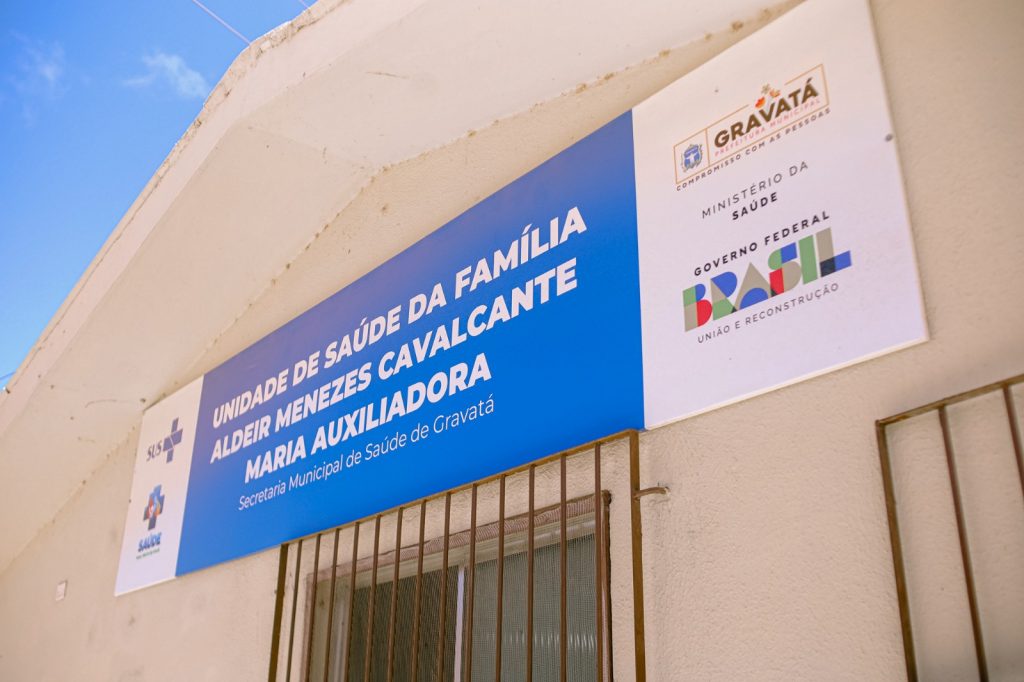 SUS
SAÚDE
UNIDADE DE SAÚDE DA FAMÍLIA
ALDEIR MENEZES CAVALCANTE
MARIA AUXILIADORA
Secretaria Municipal de Saúde de Gravatá
GRAVATÁ
PREFEITURA MUNICIPAL
COMPROMISSO COM AS PESSOAS
MINISTÉRIO DA
SAÚDE
GOVERNO FEDERAL
BRASIL
UNIÃO E RECONSTRUÇÃO